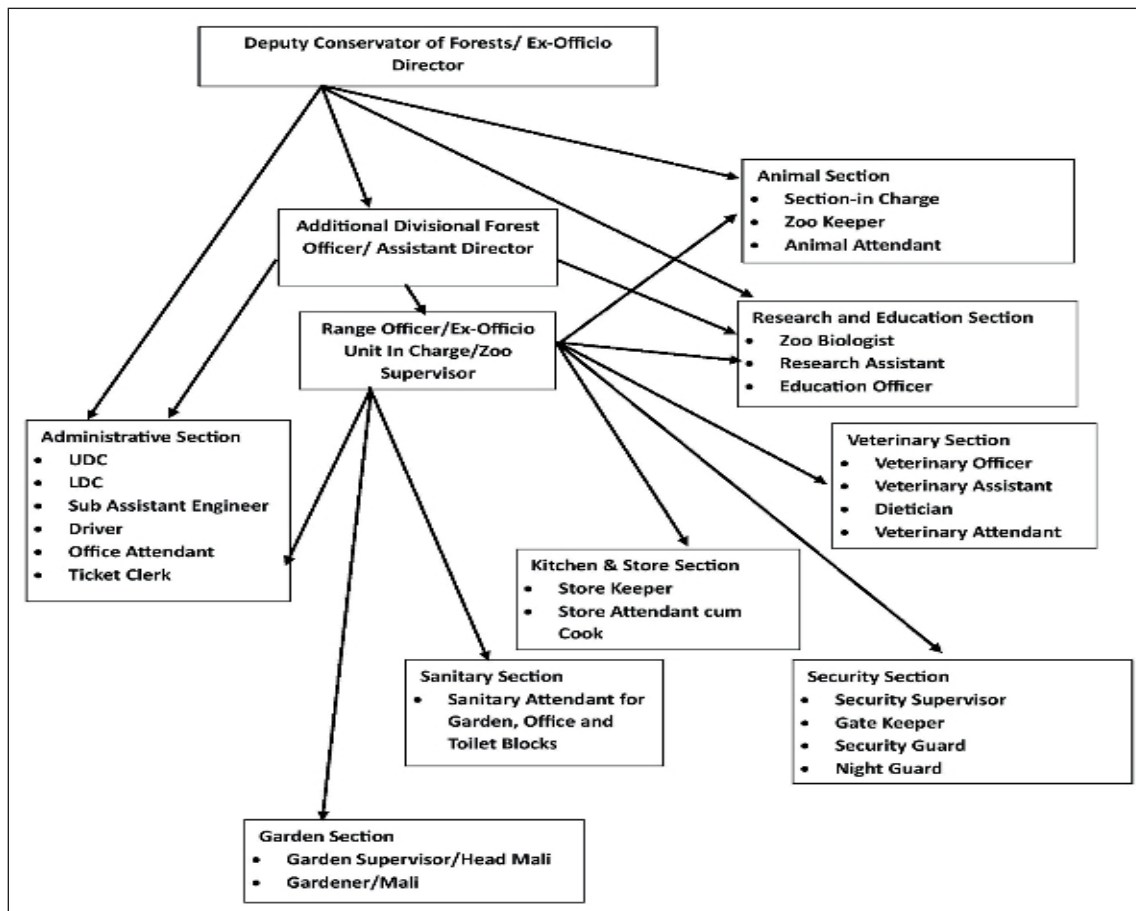 Deputy Conservator of Forests/ Ex-Officio
Director
Animal Section
• Section-in Charge
• Zoo Keeper
• Animal Attendant
Additional Divisional Forest
Officer/ Assistant Director
Range Officer/Ex-Officio
Unit In Charge/Zoo
Supervisor
Research and Education Section
• Zoo Biologist
• Research Assistant
• Education Officer
Administrative Section
• UDC
• LDC
• Sub Assistant Engineer
• Driver
• Office Attendant
• Ticket Clerk
Veterinary Section
• Veterinary Officer
• Veterinary Assistant
• Dietician
• Veterinary Attendant
Kitchen & Store Section
• Store Keeper
• Store Attendant cum
Cook
Sanitary Section
• Sanitary Attendant for
Garden, Office and
Toilet Blocks
Security Section
• Security Supervisor
• Gate Keeper
• Security Guard
• Night Guard
Garden Section
• Garden Supervisor/Head Mali
• Gardener/Mali